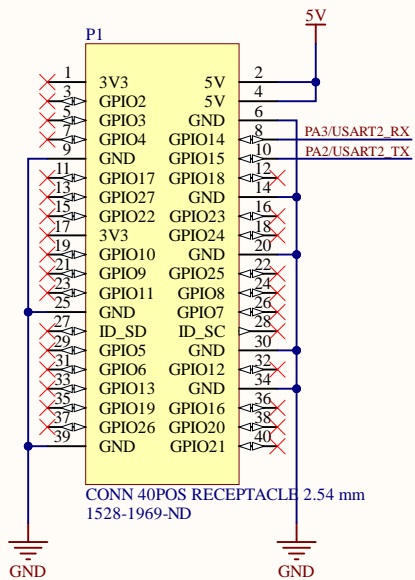 5V
P1
1 3V3 5V 2
3 GPIO2 5V 4
5 GPIO3 GND 6
7 GPIO4 GPIO14 8 PA3/USART2_RX
9 GND GPIO15 10 PA2/USART2_TX
11 GPIO17 GPIO18 12
13 GPIO27 GND 14
15 GPIO22 GPIO23 16
17 3V3 GPIO24 18
19 GPIO10 GND 20
21 GPIO9 GPIO25 22
23 GPIO11 GPIO8 24
25 GND GPIO7 26
27 ID_SD ID_SC 28
29 GPIO5 GND 30
31 GPIO6 GPIO12 32
33 GPIO13 GND 34
35 GPIO19 GPIO16 36
37 GPIO26 GPIO20 38
39 GND GPIO21 40
CONN 40POS RECEPTACLE 2.54 mm
1528-1969-ND
GND GND